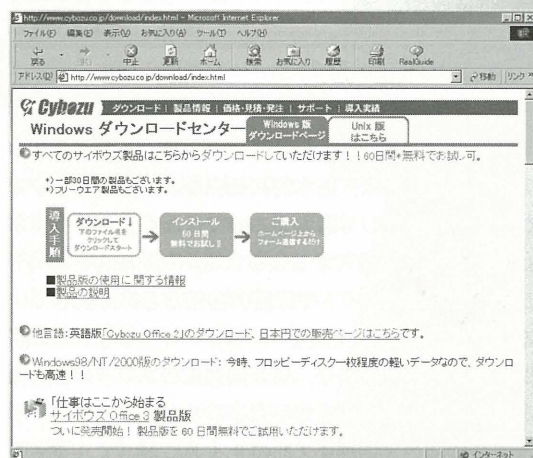 http://www.cybozu.co.jp/download/index.html - Microsoft Internet Explorer
ファイル(F) 編集(E) 表示(V) お気に入り(A) ツール(T) ヘルプ(H)
戻る 中止 更新 ホーム 検索 お気に入り 履歴 印刷 RealGuide
アドレス(D) http://www.cybozu.co.jp/download/index.html 移動 リンク »
Cybozu ダウンロード | 製品情報 | 価格・見積・発注 | サポート | 導入実績
Windows ダウンロードセンター Windows 版 ダウンロードページ Unix 版 はこちら
すべてのサイボウズ製品はこちらからダウンロードしていただけます!!60日間*無料でお試し可。
*)一部30日間の製品もございます。
*)フリーウエア製品もございます。
導入手順
ダウンロード↓
下のファイル名を
クリックして
ダウンロードスタート
インストール
60 日間
無料でお試し!!
ご購入
ホームページ上から
フォーム送信するだけ
■製品版の使用に関する情報
■製品の説明
他言語:英語版「Cybozu Office 2」のダウンロード、日本円での販売ページはこちらです。
Windows98/NT/2000版のダウンロード: 今時、フロッピーディスク一枚程度の軽いデータなので、ダウンロ
ードも高速!!
「仕事はここから始まる
サイボウズ Office 3 製品版
ついに発売開始! 製品版を 60 日間無料でご試用いただけます。
インターネット